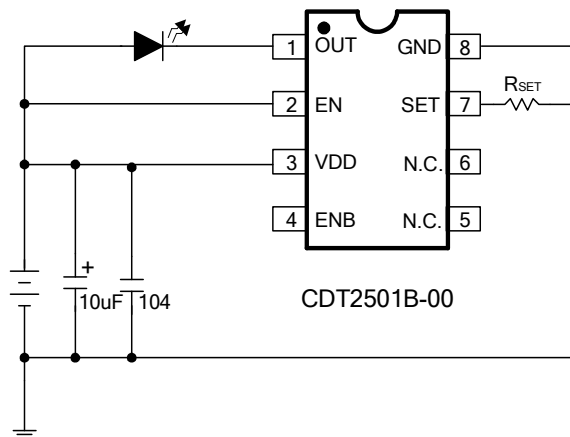 1 OUT GND 8
2 EN SET 7 RSET
3 VDD N.C. 6
4 ENB N.C. 5
+
10uF 104
CDT2501B-00